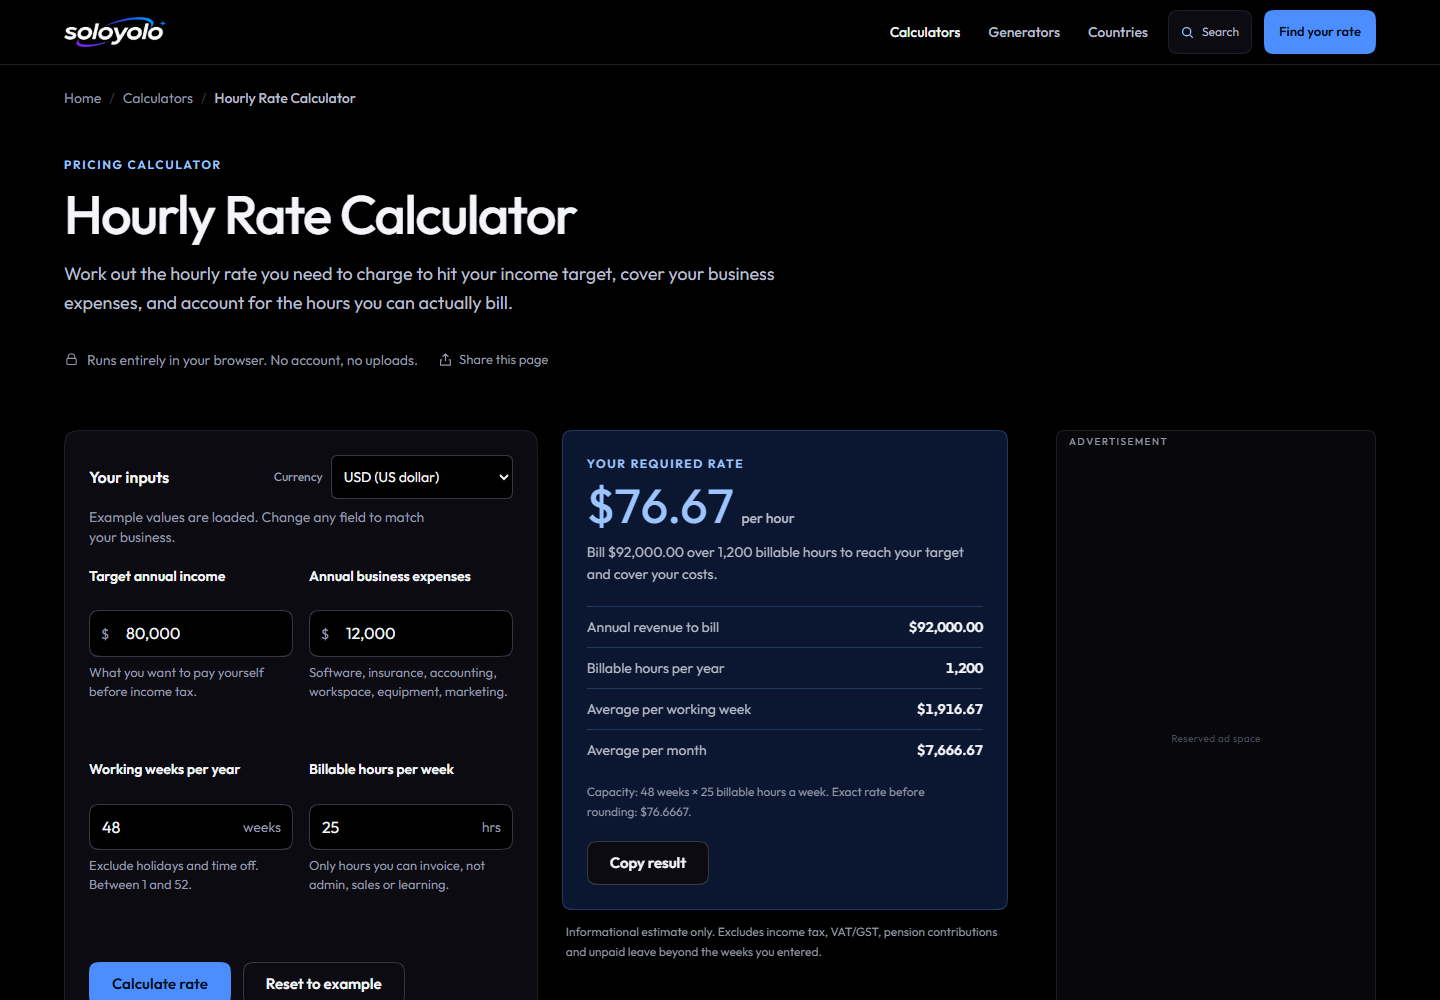 soloyolo
Calculators
Generators
Countries
Search
Find your rate
Home / Calculators / Hourly Rate Calculator
PRICING CALCULATOR
Hourly Rate Calculator
Work out the hourly rate you need to charge to hit your income target, cover your business
expenses, and account for the hours you can actually bill.
Runs entirely in your browser. No account, no uploads.
Share this page
Your inputs
Currency
USD (US dollar)
Example values are loaded. Change any field to match
your business.
Target annual income
$ 80,000
What you want to pay yourself
before income tax.
Annual business expenses
$ 12,000
Software, insurance, accounting,
workspace, equipment, marketing.
Working weeks per year
48 weeks
Exclude holidays and time off.
Between 1 and 52.
Billable hours per week
25 hrs
Only hours you can invoice, not
admin, sales or learning.
Calculate rate
Reset to example
YOUR REQUIRED RATE
$76.67 per hour
Bill $92,000.00 over 1,200 billable hours to reach your target
and cover your costs.
Annual revenue to bill $92,000.00
Billable hours per year 1,200
Average per working week $1,916.67
Average per month $7,666.67
Capacity: 48 weeks × 25 billable hours a week. Exact rate before
rounding: $76.6667.
Copy result
Informational estimate only. Excludes income tax, VAT/GST, pension contributions
and unpaid leave beyond the weeks you entered.
ADVERTISEMENT
Reserved ad space